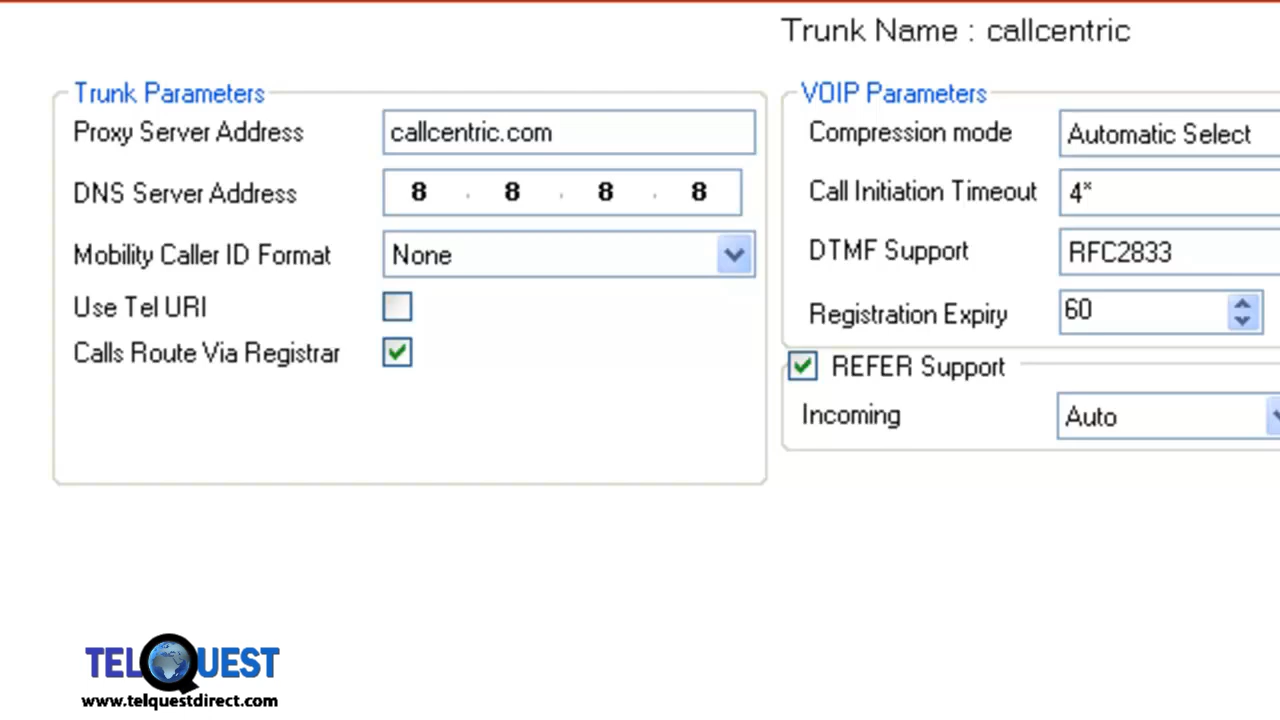 Trunk Name : callcentric
Trunk Parameters
Proxy Server Address callcentric.com
DNS Server Address 8 . 8 . 8 . 8
Mobility Caller ID Format None
Use Tel URI
Calls Route Via Registrar
VOIP Parameters
Compression mode Automatic Select
Call Initiation Timeout 4*
DTMF Support RFC2833
Registration Expiry 60
REFER Support
Incoming Auto
TELQUEST
www.telquestdirect.com